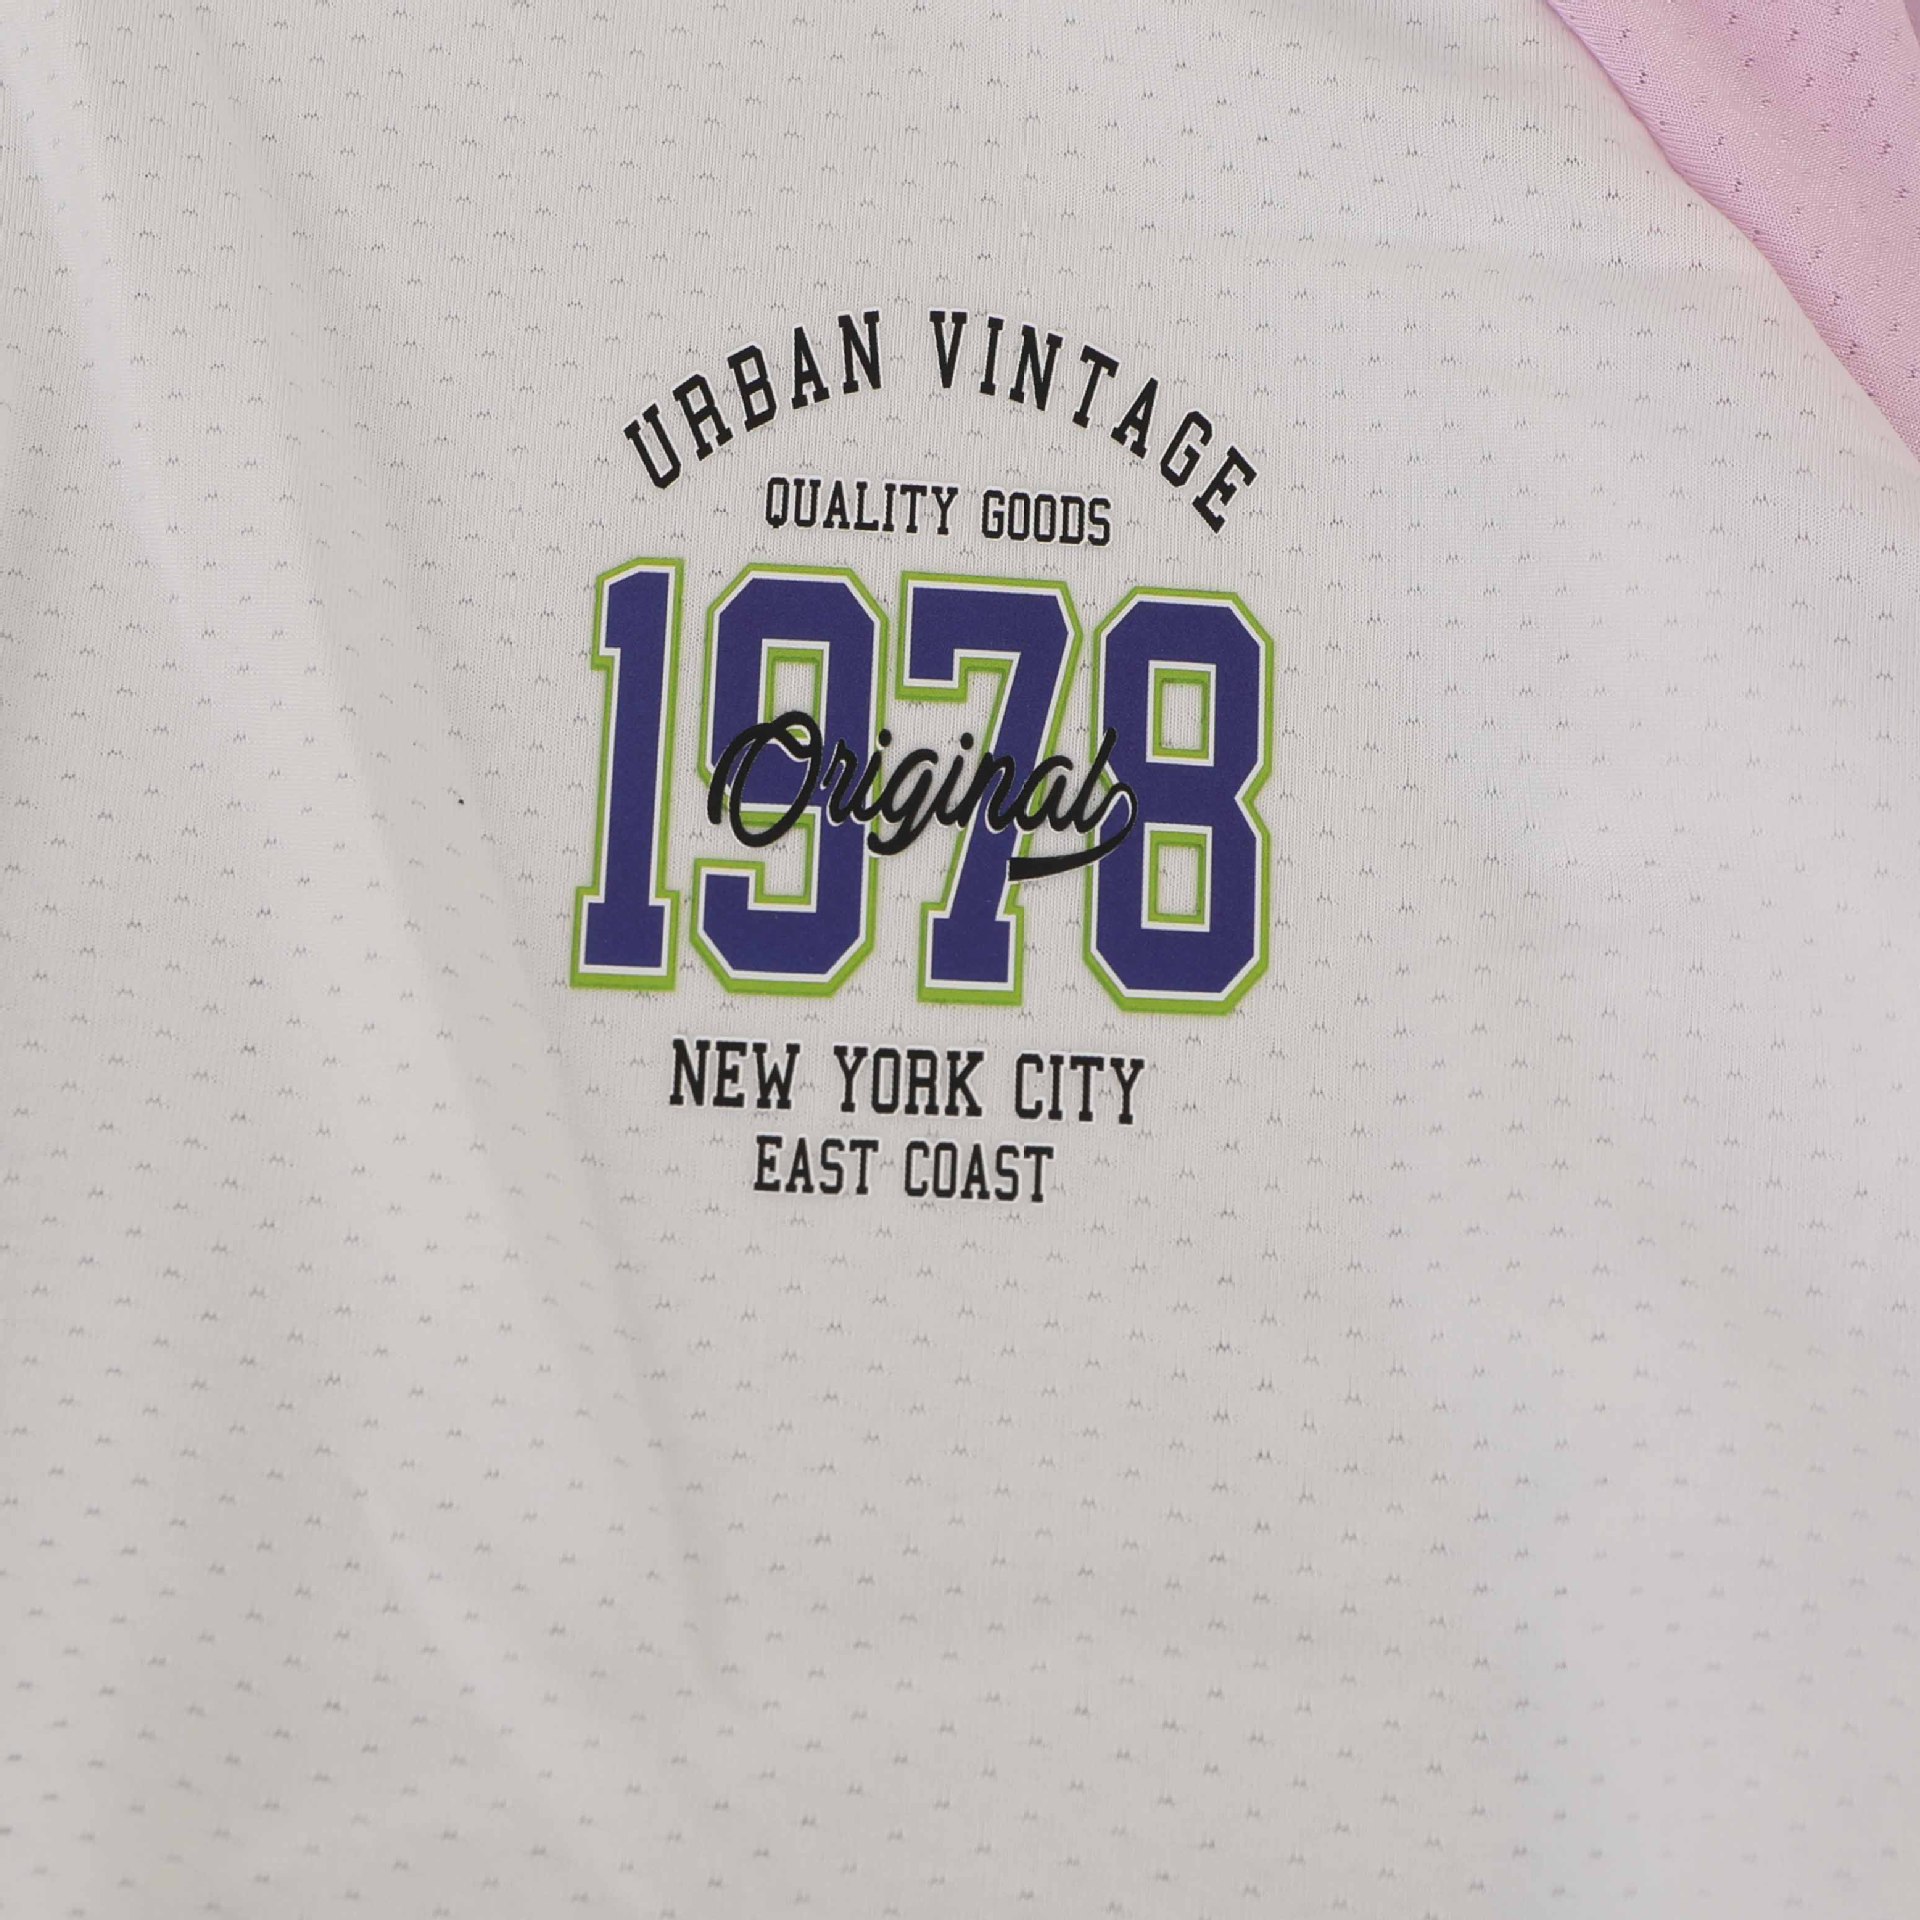 URBAN VINTAGE
QUALITY GOODS
1978
Original
NEW YORK CITY
EAST COAST